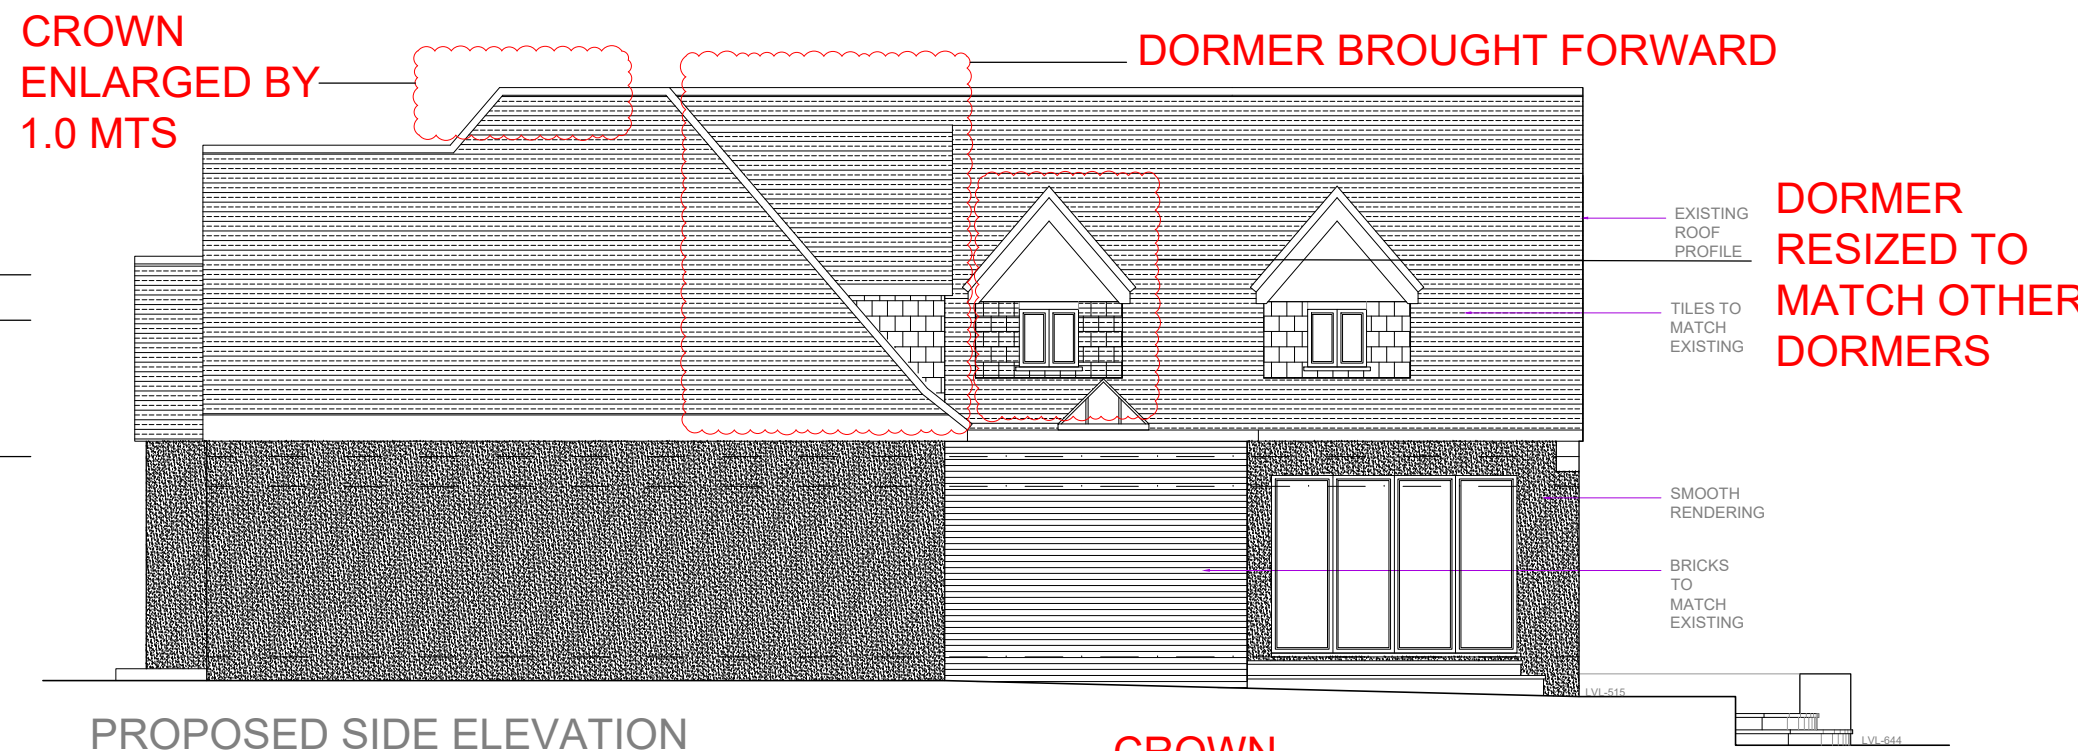 CROWN
ENLARGED BY
1.0 MTS
DORMER BROUGHT FORWARD
DORMER
RESIZED TO
MATCH OTHER
DORMERS
EXISTING
ROOF
PROFILE
TILES TO
MATCH
EXISTING
SMOOTH
RENDERING
BRICKS
TO
MATCH
EXISTING
LVL-515
LVL-644
PROPOSED SIDE ELEVATION
CROWN